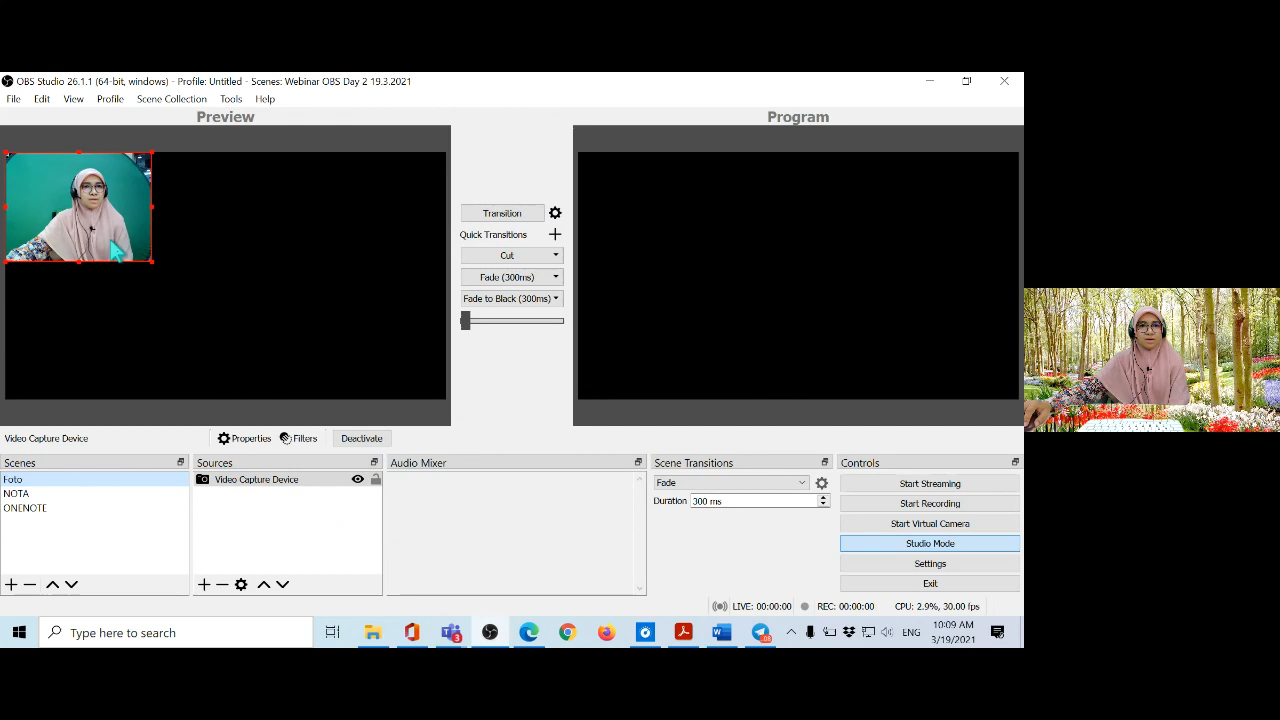 OBS Studio 26.1.1 (64-bit, windows) - Profile: Untitled - Scenes: Webinar OBS Day 2 19.3.2021
File Edit View Profile Scene Collection Tools Help
Preview
Program
Transition
Quick Transitions
Cut
Fade (300ms)
Fade to Black (300ms)
Video Capture Device
Properties
Filters
Deactivate
Scenes
Foto
NOTA
ONENOTE
Sources
Video Capture Device
Audio Mixer
Scene Transitions
Fade
Duration 300 ms
Controls
Start Streaming
Start Recording
Start Virtual Camera
Studio Mode
Settings
Exit
LIVE: 00:00:00 REC: 00:00:00 CPU: 2.9%, 30.00 fps
Type here to search
3
ENG
10:09 AM
3/19/2021